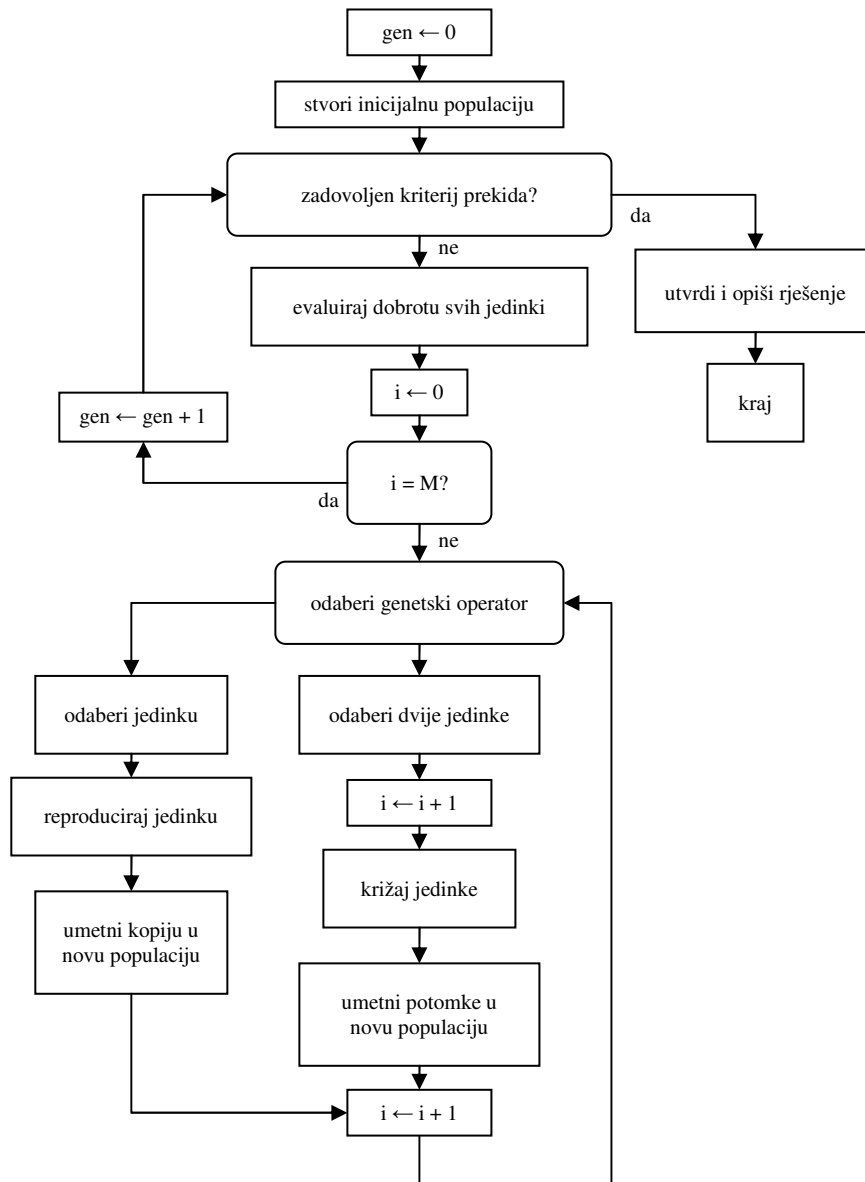 gen ← 0
stvori inicijalnu populaciju
zadovoljen kriterij prekida?
da
ne
evaluiraj dobrotu svih jedinki
utvrdi i opiši rješenje
i ← 0
kraj
gen ← gen + 1
i = M?
da
ne
odaberi genetski operator
odaberi jedinku
odaberi dvije jedinke
reproduciraj jedinku
i ← i + 1
križaj jedinke
umetni kopiju u
novu populaciju
umetni potomke u
novu populaciju
i ← i + 1